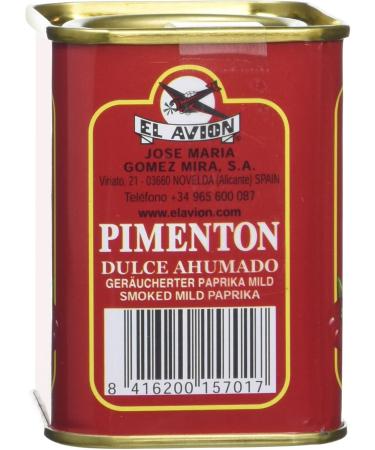 EL AVION
JOSE MARIA
GOMEZ MIRA, S.A.
Viriato, 21 - 03660 NOVELDA (Alicante) SPAIN
Teléfono +34 965 600 087
www.elavion.com
PIMENTON
DULCE AHUMADO
GERÄUCHERTER PAPRIKA MILD
SMOKED MILD PAPRIKA
8 416200 157017